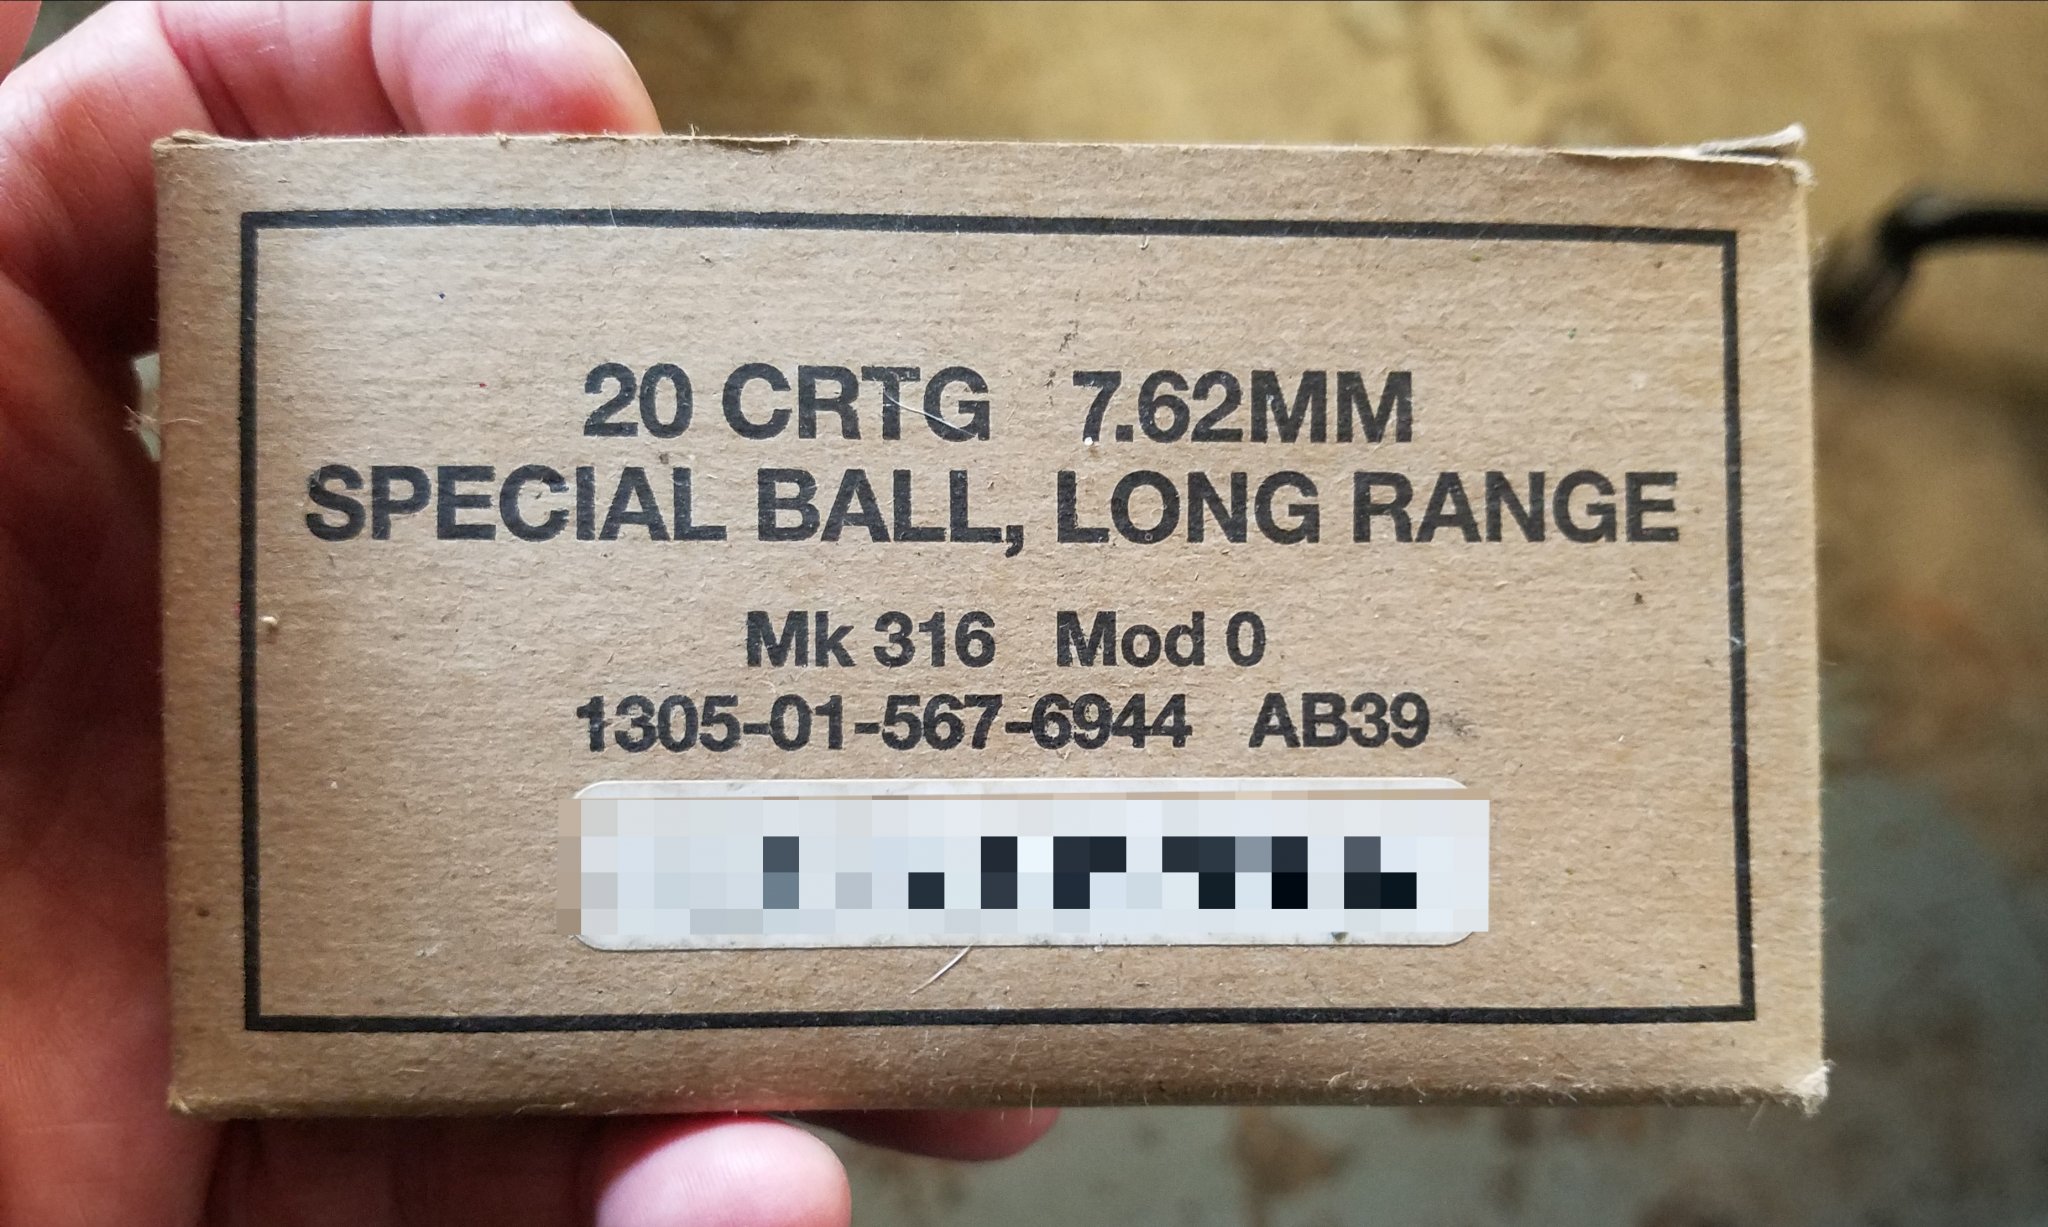 20 CRTG 7.62MM
SPECIAL BALL, LONG RANGE
Mk 316 Mod 0
1305-01-567-6944 AB39